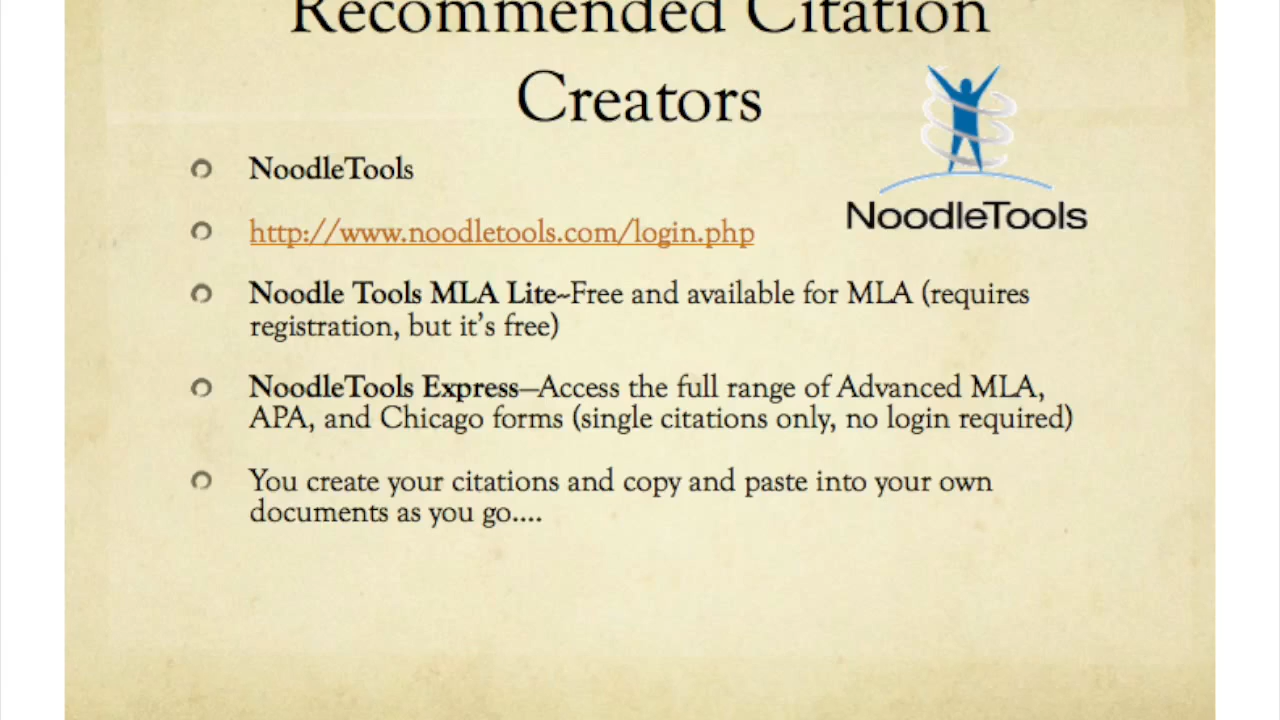 Recommended Citation
Creators
NoodleTools
NoodleTools
http://www.noodletools.com/login.php
Noodle Tools MLA Lite~Free and available for MLA (requires
registration, but it’s free)
NoodleTools Express—Access the full range of Advanced MLA,
APA, and Chicago forms (single citations only, no login required)
You create your citations and copy and paste into your own
documents as you go....